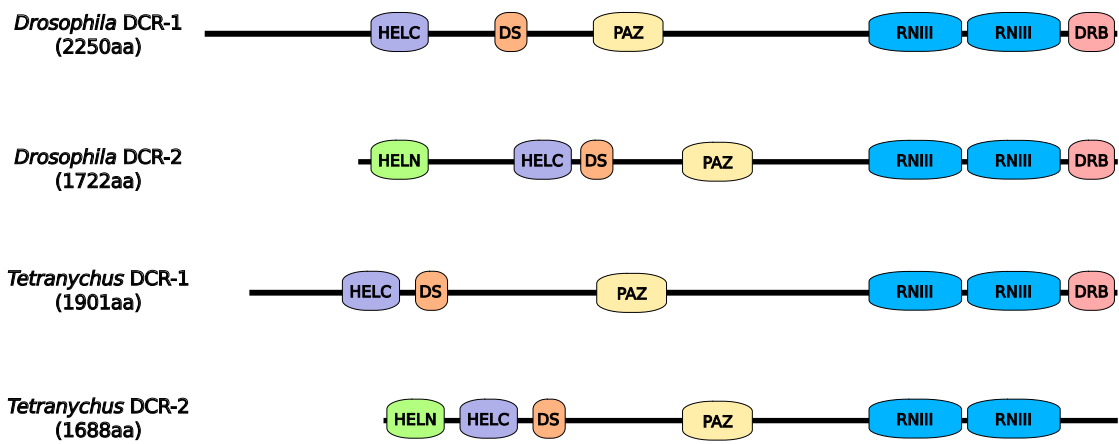 Drosophila DCR-1
(2250aa)
HELC DS PAZ RNIII RNIII DRB
Drosophila DCR-2
(1722aa)
HELN HELC DS PAZ RNIII RNIII DRB
Tetranychus DCR-1
(1901aa)
HELC DS PAZ RNIII RNIII DRB
Tetranychus DCR-2
(1688aa)
HELN HELC DS PAZ RNIII RNIII